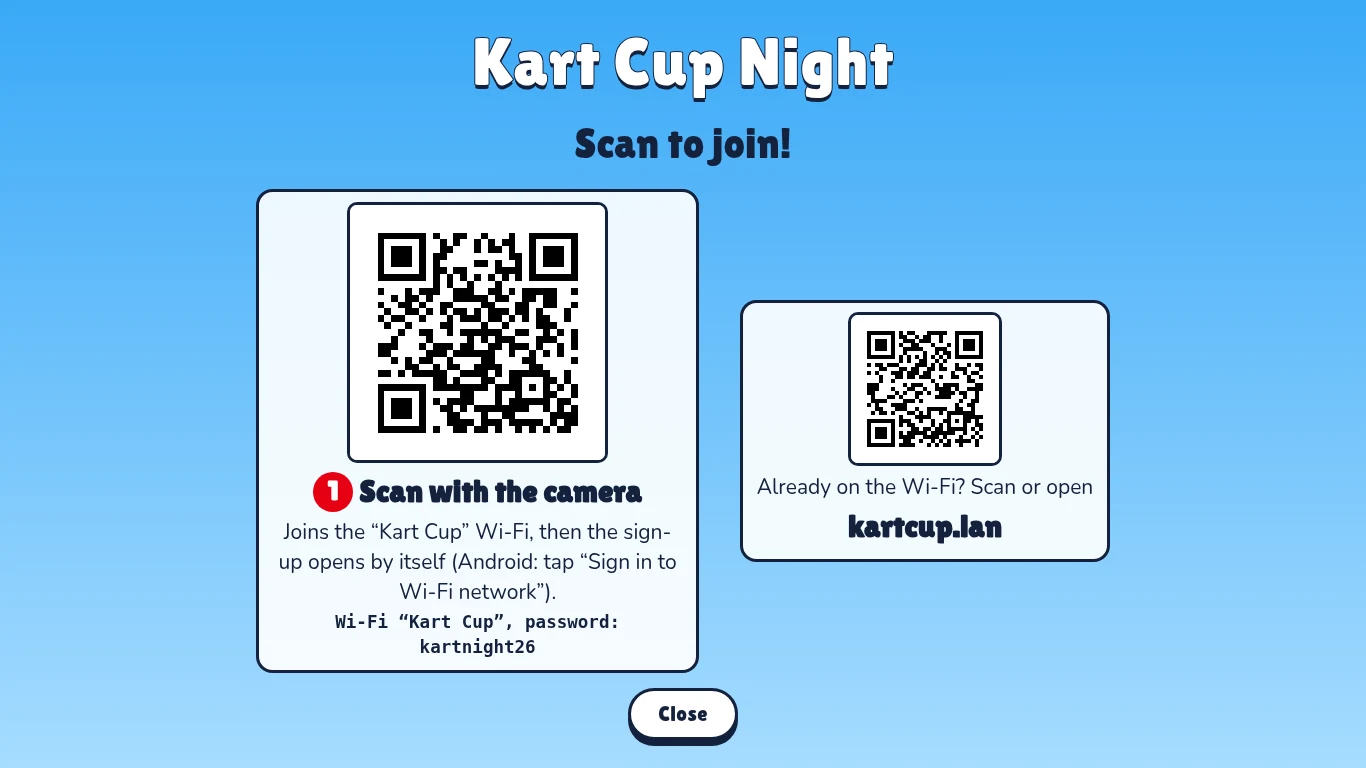 Kart Cup Night
Scan to join!
1 Scan with the camera
Joins the “Kart Cup” Wi-Fi, then the sign-
up opens by itself (Android: tap “Sign in to
Wi-Fi network”).
Wi-Fi “Kart Cup”, password:
kartnight26
Already on the Wi-Fi? Scan or open
kartcup.lan
Close